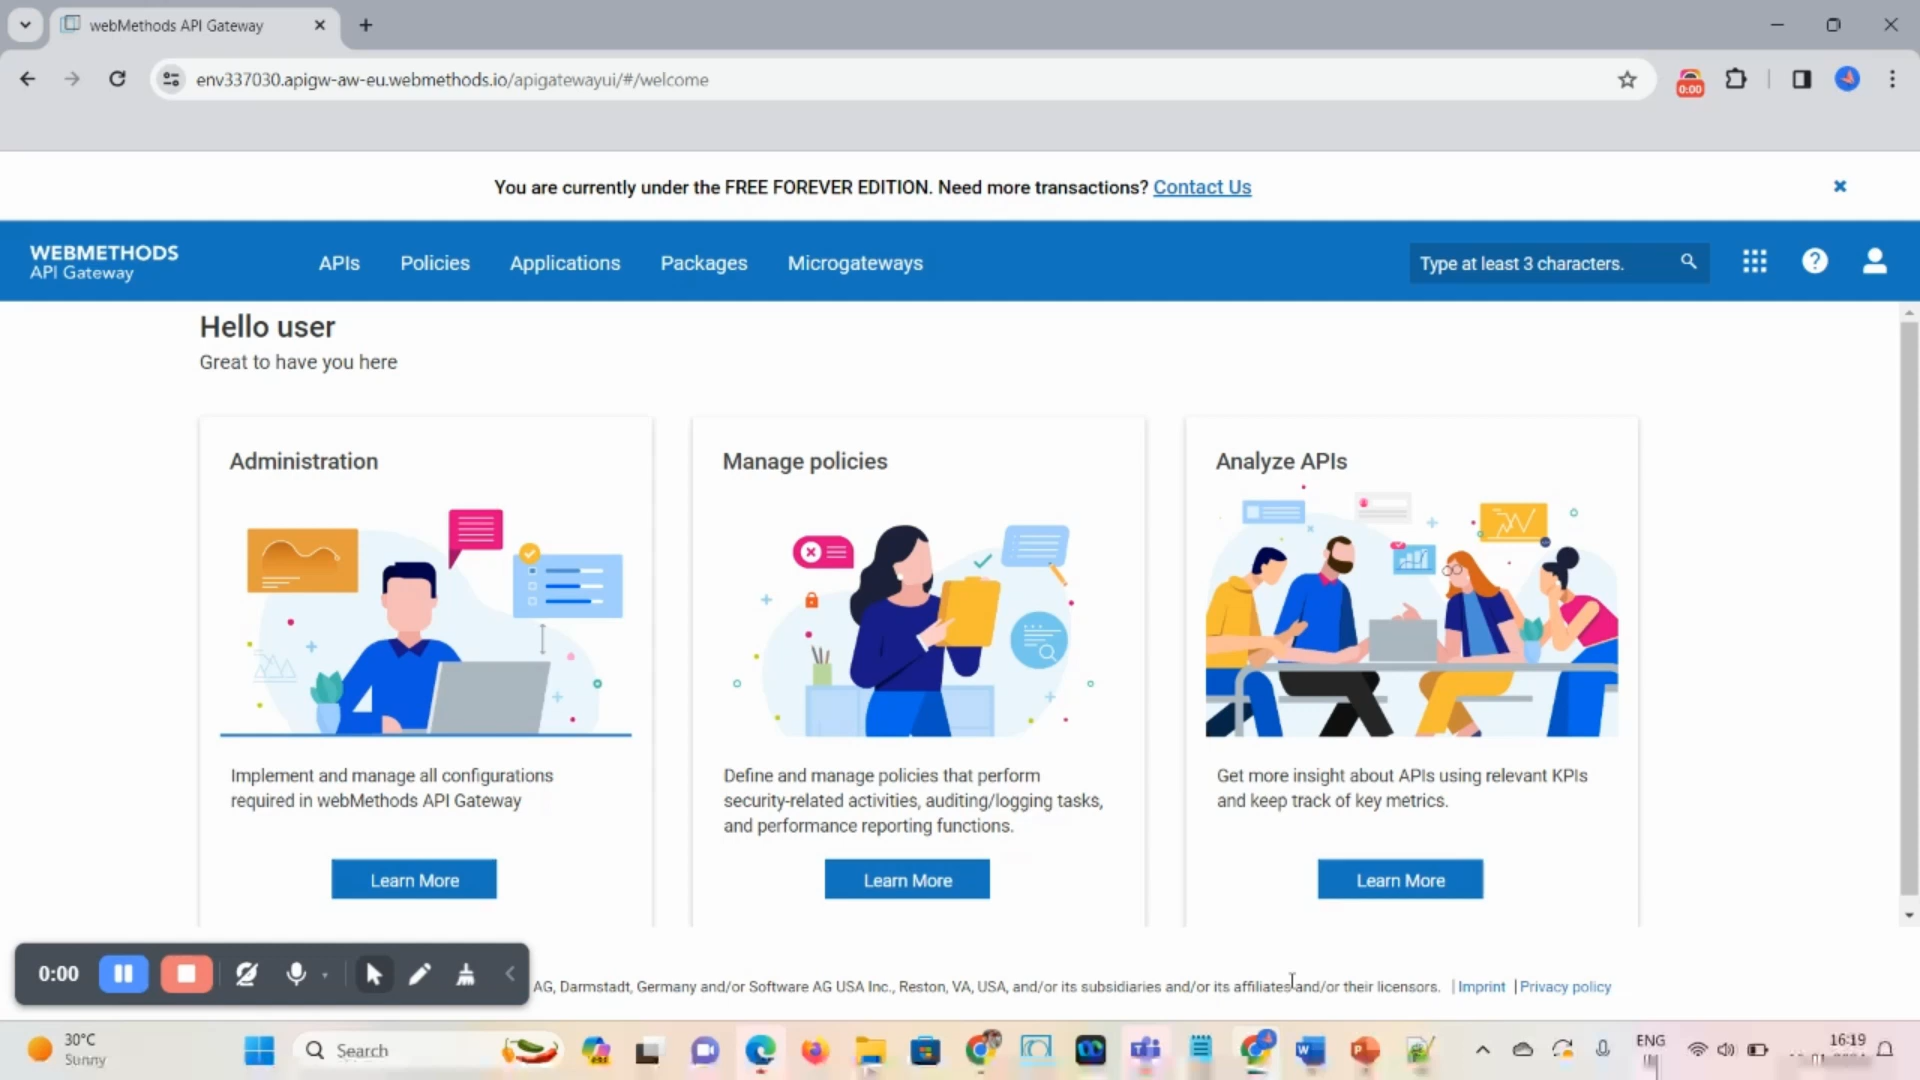 webMethods API Gateway
env337030.apigw-aw-eu.webmethods.io/apigatewayui/#/welcome
0:00
You are currently under the FREE FOREVER EDITION. Need more transactions? Contact Us
WEBMETHODS
API Gateway
APIs
Policies
Applications
Packages
Microgateways
Type at least 3 characters.
Hello user
Great to have you here
Administration
Manage policies
Analyze APIs
Implement and manage all configurations
required in webMethods API Gateway
Define and manage policies that perform
security-related activities, auditing/logging tasks,
and performance reporting functions.
Get more insight about APIs using relevant KPIs
and keep track of key metrics.
Learn More
Learn More
Learn More
0:00
AG, Darmstadt, Germany and/or Software AG USA Inc., Reston, VA, USA, and/or its subsidiaries and/or its affiliates and/or their licensors. | Imprint | Privacy policy
30°C
Sunny
Search
ENG
16:19